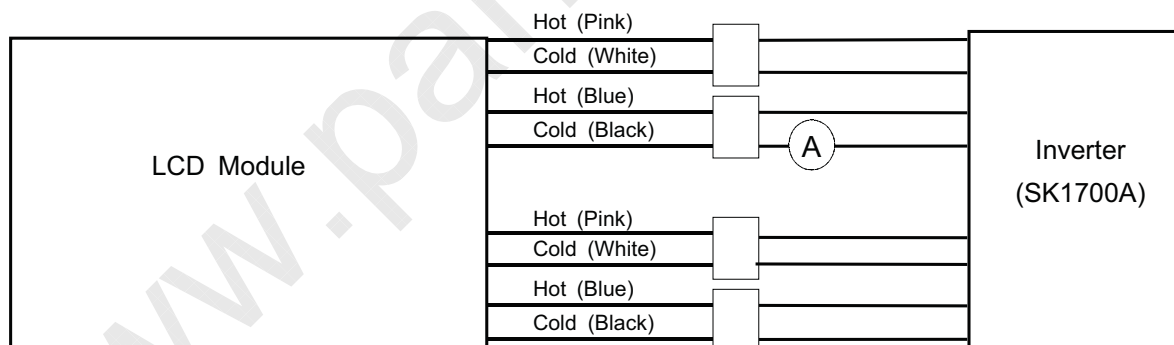 Hot (Pink)
Cold (White)
Hot (Blue)
Cold (Black)
A
LCD Module
Inverter
(SK1700A)
Hot (Pink)
Cold (White)
Hot (Blue)
Cold (Black)